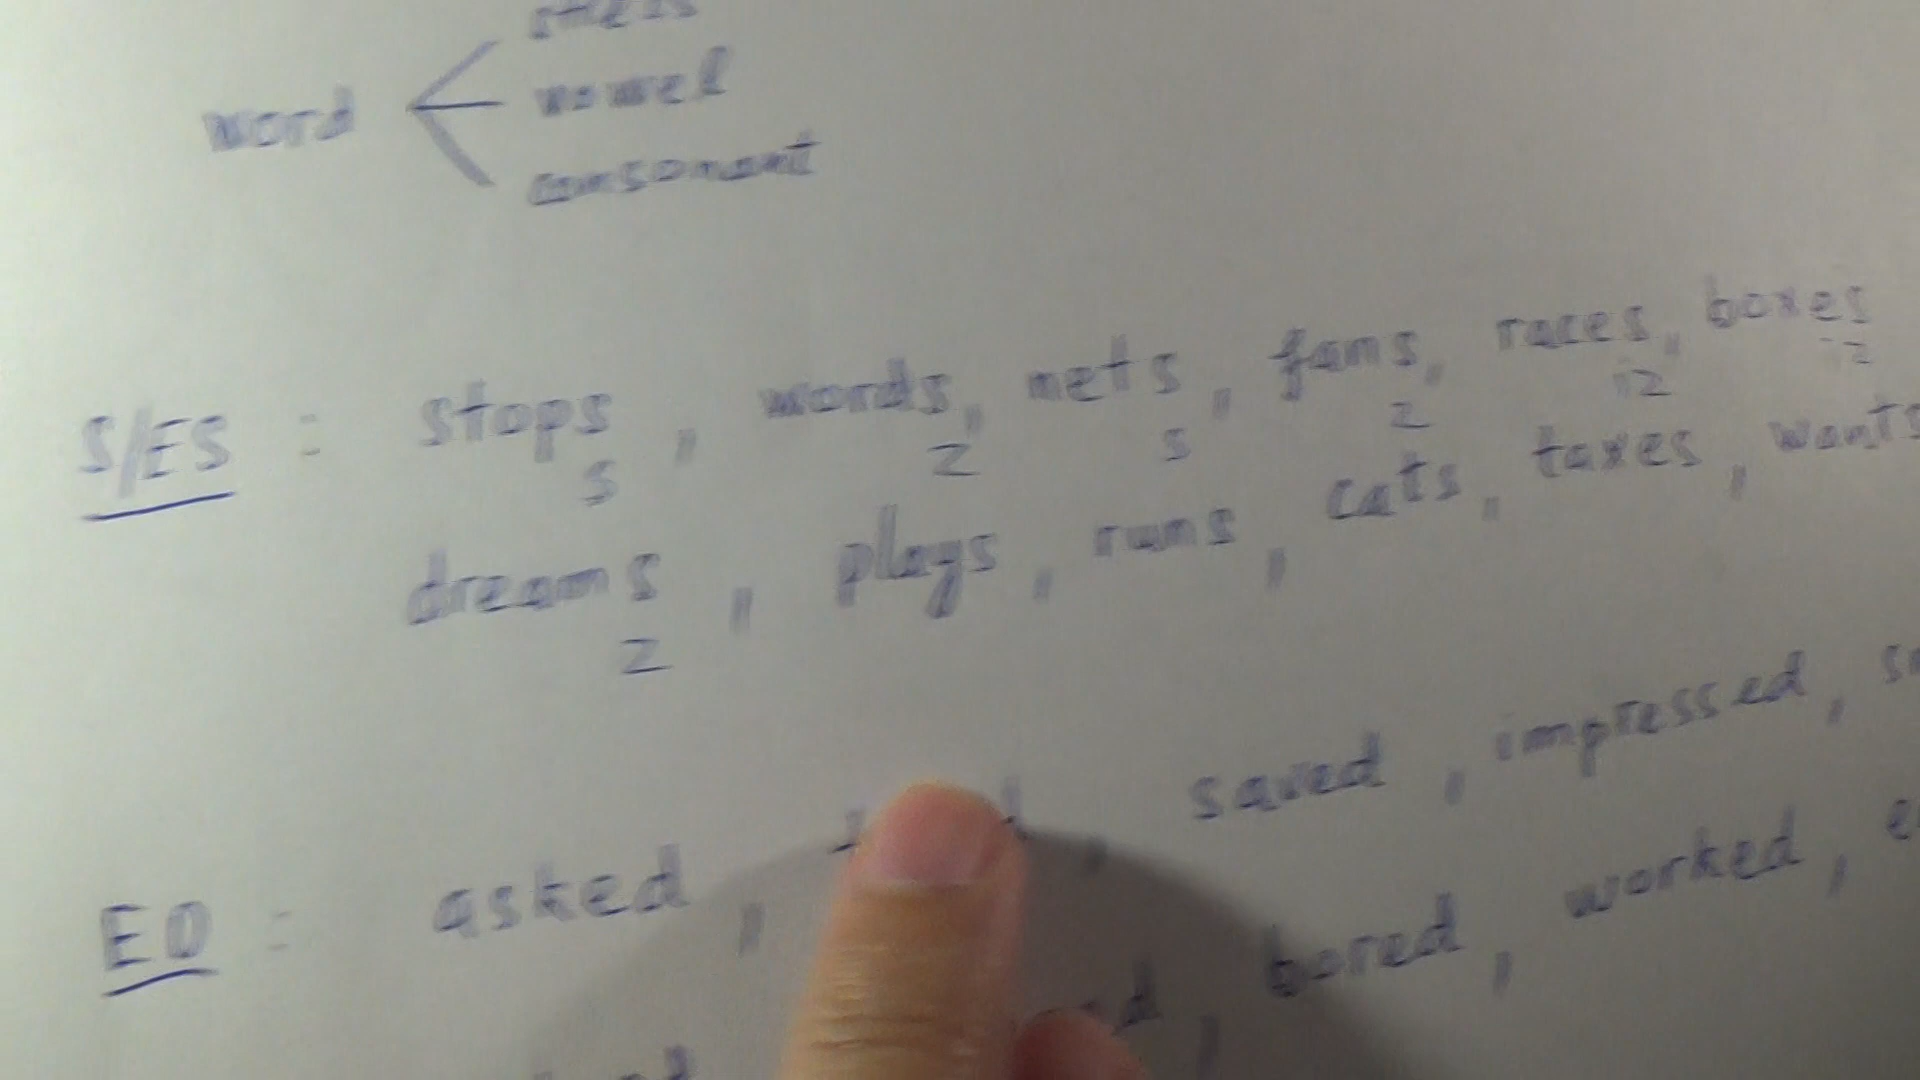 stress
word vowel
consonant
S/ES : stops, words, nets, fans, races, boxes
s z s z iz iz
dreams, plays, runs, cats, taxes, wants
z
ED : asked, saved, impressed,
bored, worked,